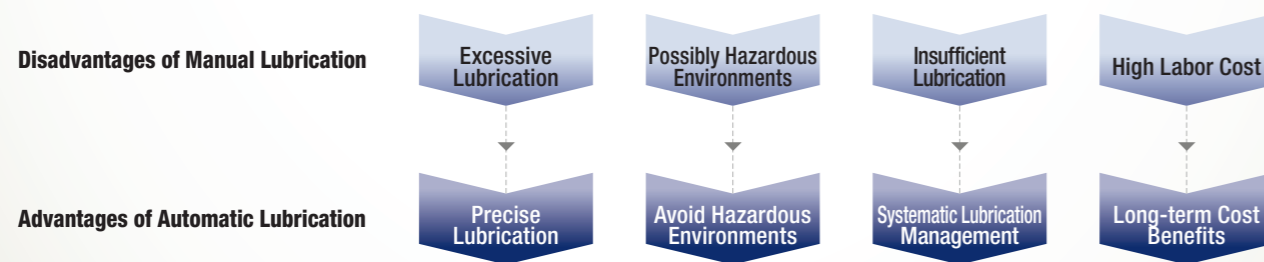 Disadvantages of Manual Lubrication
Excessive
Lubrication
Possibly Hazardous
Environments
Insufficient
Lubrication
High Labor Cost
Advantages of Automatic Lubrication
Precise
Lubrication
Avoid Hazardous
Environments
Systematic Lubrication
Management
Long-term Cost
Benefits